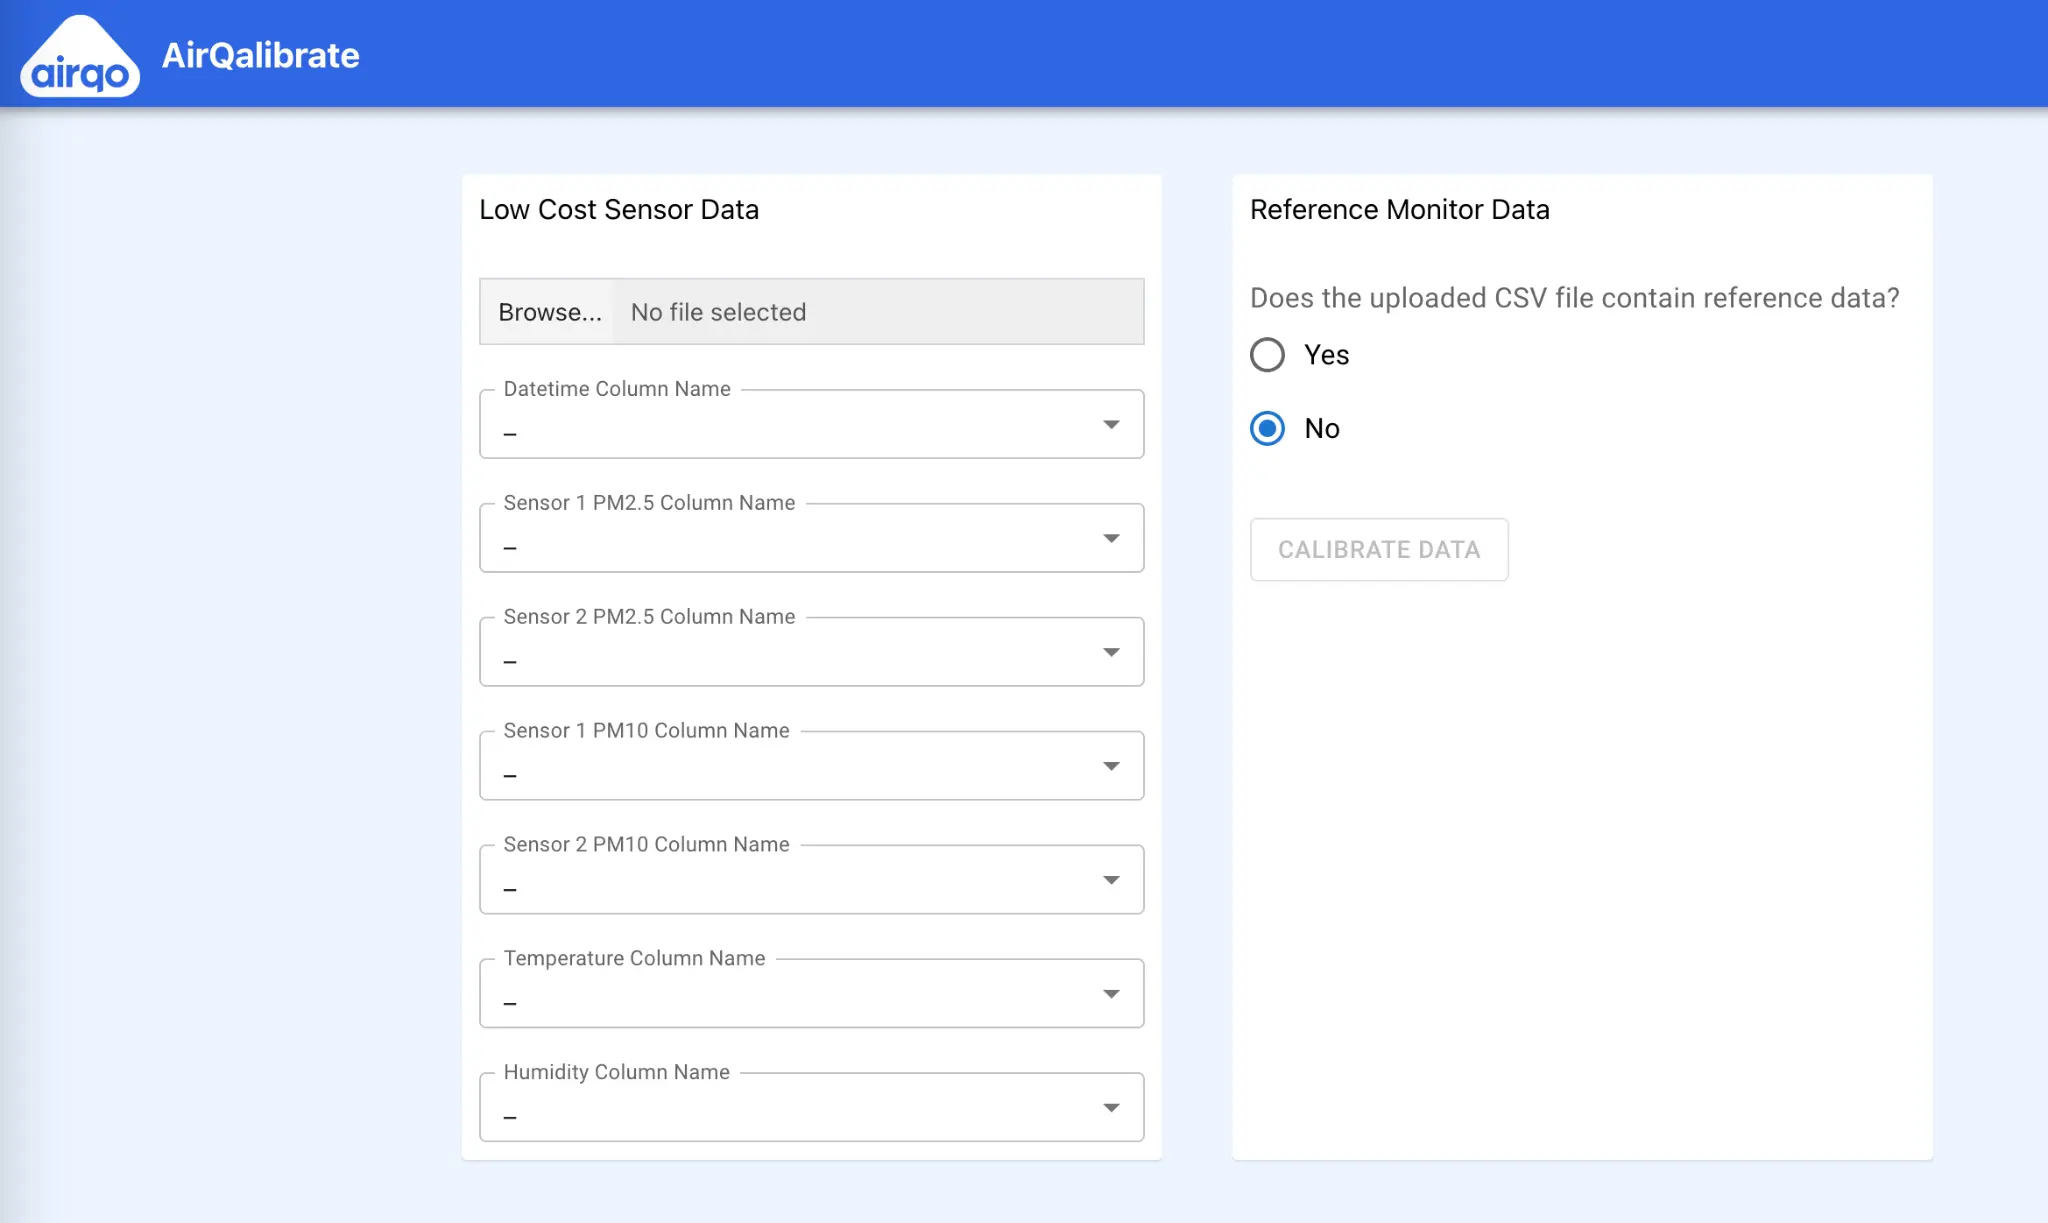 airqo
AirQalibrate
Low Cost Sensor Data
Browse... No file selected
Datetime Column Name
–
Sensor 1 PM2.5 Column Name
–
Sensor 2 PM2.5 Column Name
–
Sensor 1 PM10 Column Name
–
Sensor 2 PM10 Column Name
–
Temperature Column Name
–
Humidity Column Name
–
Reference Monitor Data
Does the uploaded CSV file contain reference data?
Yes
No
CALIBRATE DATA